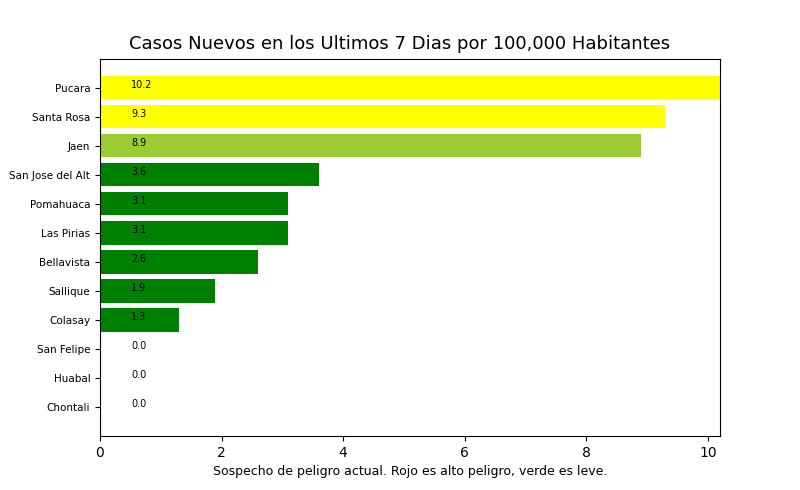 Casos Nuevos en los Ultimos 7 Dias por 100,000 Habitantes
Pucara 10.2
Santa Rosa 9.3
Jaen 8.9
San Jose del Alt 3.6
Pomahuaca 3.1
Las Pirias 3.1
Bellavista 2.6
Sallique 1.9
Colasay 1.3
San Felipe 0.0
Huabal 0.0
Chontali 0.0
0 2 4 6 8 10
Sospecho de peligro actual. Rojo es alto peligro, verde es leve.